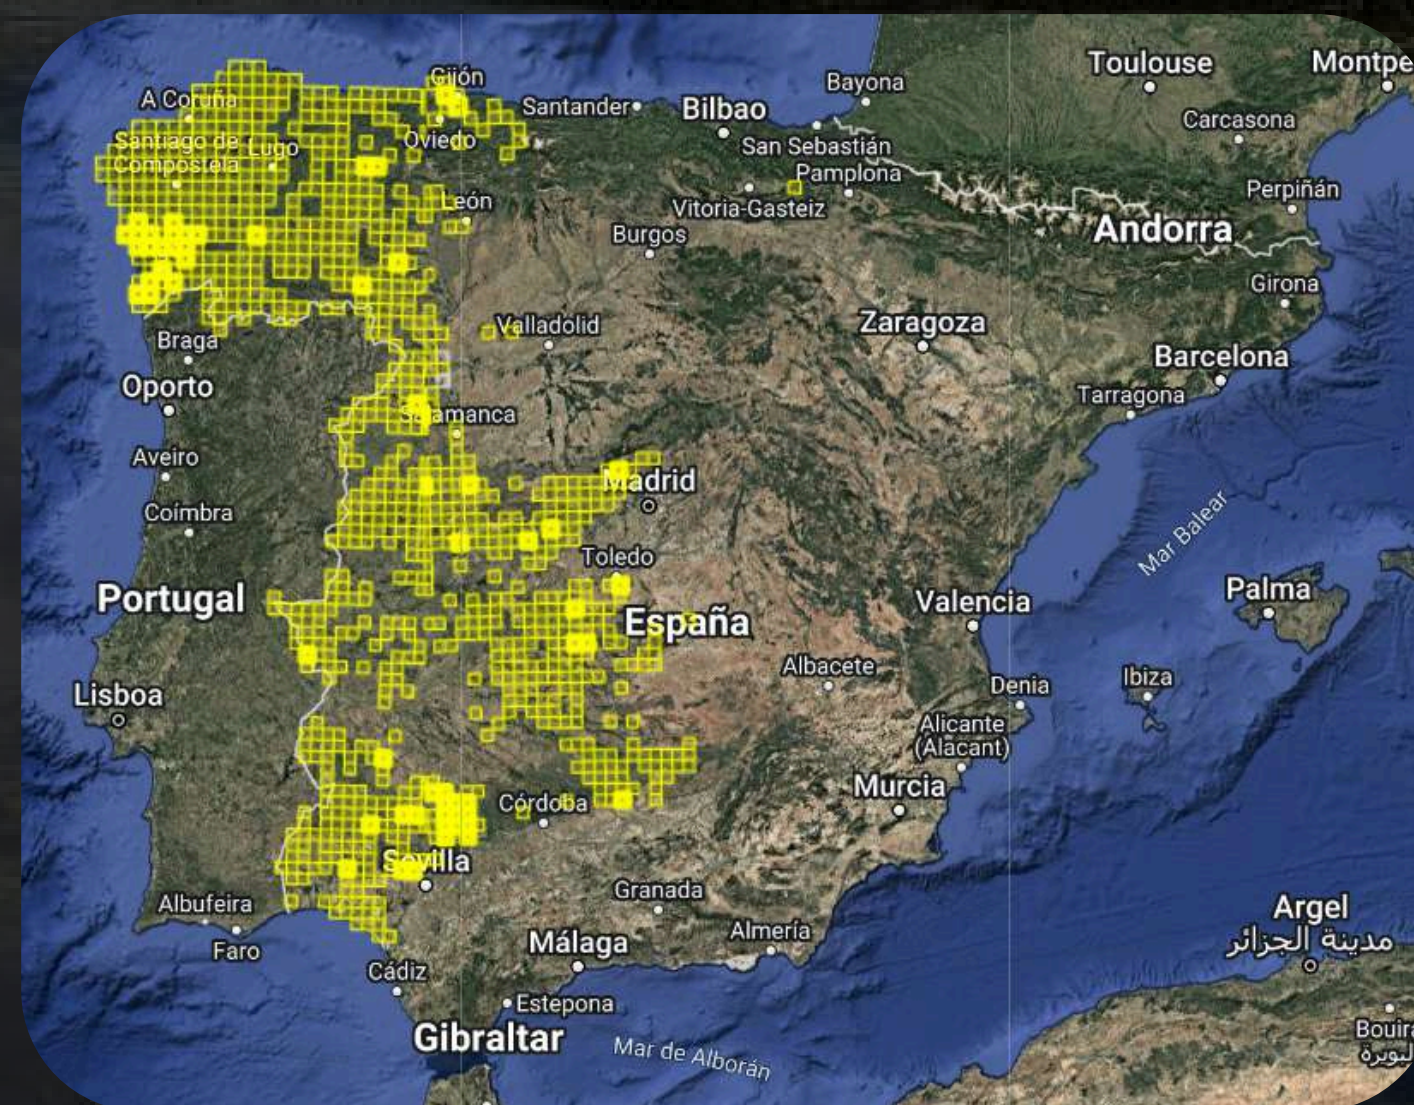 Toulouse
Montpe
Gijón
Bayona
A Coruña
Santander
Bilbao
Carcasona
Santiago de
Compostela
Lugo
Oviedo
San Sebastián
Pamplona
León
Vitoria-Gasteiz
Perpiñán
Burgos
Andorra
Girona
Valladolid
Zaragoza
Braga
Barcelona
Oporto
Tarragona
Salamanca
Aveiro
Madrid
Coímbra
Mar Balear
Toledo
Portugal
España
Valencia
Palma
Albacete
Lisboa
Denia
Ibiza
Alicante
(Alacant)
Murcia
Córdoba
Sevilla
Granada
Albufeira
Argel
مدينة الجزائر
Faro
Málaga
Almería
Cádiz
Estepona
Gibraltar
Mar de Alborán
Bouira
البويرة